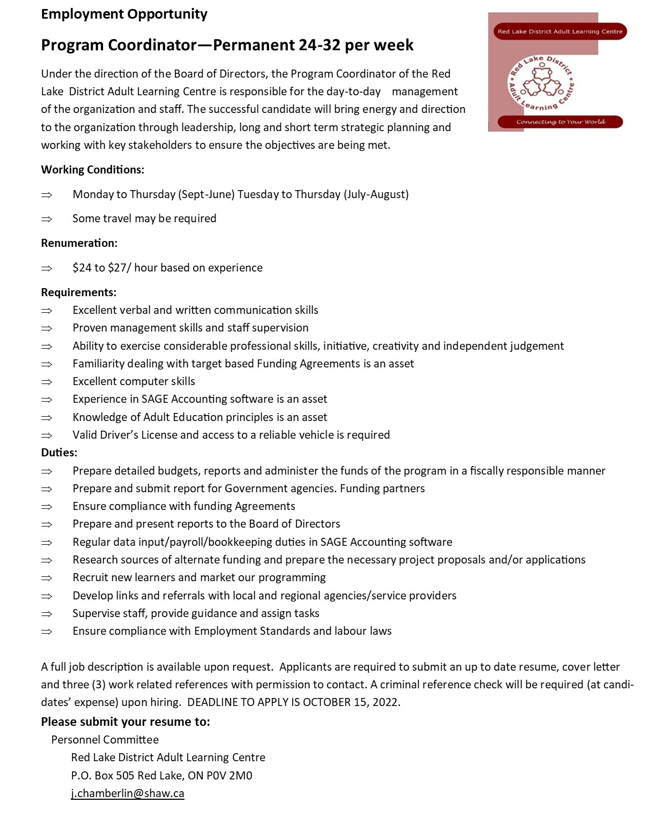 Employment Opportunity
Program Coordinator—Permanent 24-32 per week
Red Lake District Adult Learning Centre
Red Lake District
Adult Learning Centre
Connecting to Your World
Under the direction of the Board of Directors, the Program Coordinator of the Red
Lake District Adult Learning Centre is responsible for the day-to-day management
of the organization and staff. The successful candidate will bring energy and direction
to the organization through leadership, long and short term strategic planning and
working with key stakeholders to ensure the objectives are being met.
Working Conditions:
⇒ Monday to Thursday (Sept-June) Tuesday to Thursday (July-August)
⇒ Some travel may be required
Renumeration:
⇒ $24 to $27/ hour based on experience
Requirements:
⇒ Excellent verbal and written communication skills
⇒ Proven management skills and staff supervision
⇒ Ability to exercise considerable professional skills, initiative, creativity and independent judgement
⇒ Familiarity dealing with target based Funding Agreements is an asset
⇒ Excellent computer skills
⇒ Experience in SAGE Accounting software is an asset
⇒ Knowledge of Adult Education principles is an asset
⇒ Valid Driver's License and access to a reliable vehicle is required
Duties:
⇒ Prepare detailed budgets, reports and administer the funds of the program in a fiscally responsible manner
⇒ Prepare and submit report for Government agencies. Funding partners
⇒ Ensure compliance with funding Agreements
⇒ Prepare and present reports to the Board of Directors
⇒ Regular data input/payroll/bookkeeping duties in SAGE Accounting software
⇒ Research sources of alternate funding and prepare the necessary project proposals and/or applications
⇒ Recruit new learners and market our programming
⇒ Develop links and referrals with local and regional agencies/service providers
⇒ Supervise staff, provide guidance and assign tasks
⇒ Ensure compliance with Employment Standards and labour laws
A full job description is available upon request. Applicants are required to submit an up to date resume, cover letter
and three (3) work related references with permission to contact. A criminal reference check will be required (at candi-
dates' expense) upon hiring. DEADLINE TO APPLY IS OCTOBER 15, 2022.
Please submit your resume to:
Personnel Committee
Red Lake District Adult Learning Centre
P.O. Box 505 Red Lake, ON P0V 2M0
j.chamberlin@shaw.ca